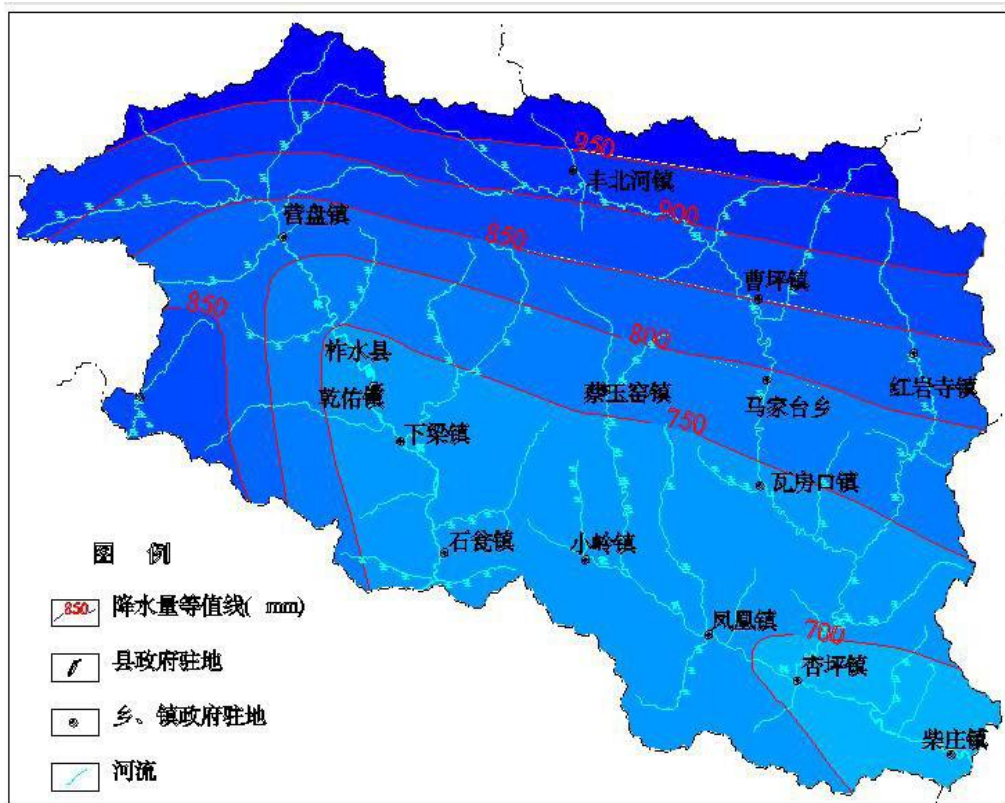 950
丰北河镇
900
营盘镇
850
曹坪镇
850
800
柞水县
红岩寺镇
乾佑镇
蔡玉窑镇
马家台乡
750
下梁镇
瓦房口镇
石瓮镇
小岭镇
凤凰镇
700
杏坪镇
柴庄镇
图 例
850 降水量等值线( mm)
县政府驻地
乡、镇政府驻地
河流